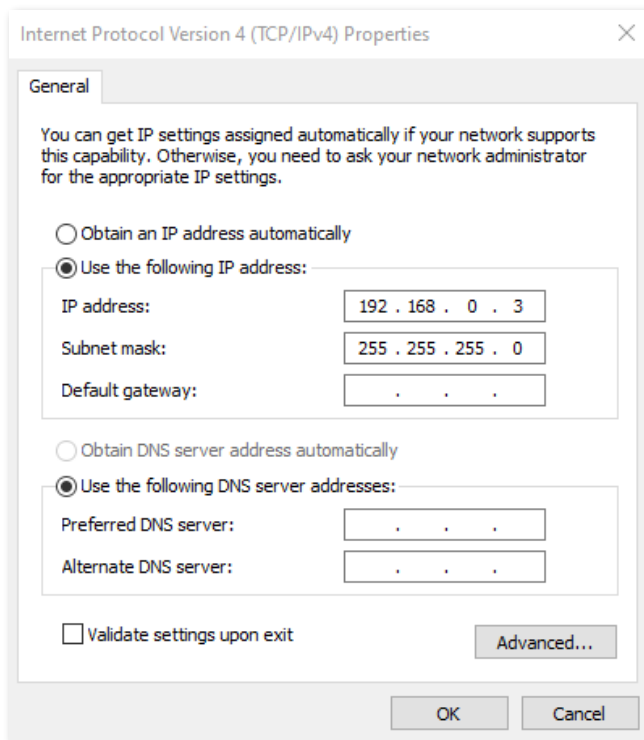 Internet Protocol Version 4 (TCP/IPv4) Properties
General
You can get IP settings assigned automatically if your network supports
this capability. Otherwise, you need to ask your network administrator
for the appropriate IP settings.
Obtain an IP address automatically
Use the following IP address:
IP address: 192 . 168 . 0 . 3
Subnet mask: 255 . 255 . 255 . 0
Default gateway: . . .
Obtain DNS server address automatically
Use the following DNS server addresses:
Preferred DNS server: . . .
Alternate DNS server: . . .
Validate settings upon exit
Advanced...
OK Cancel